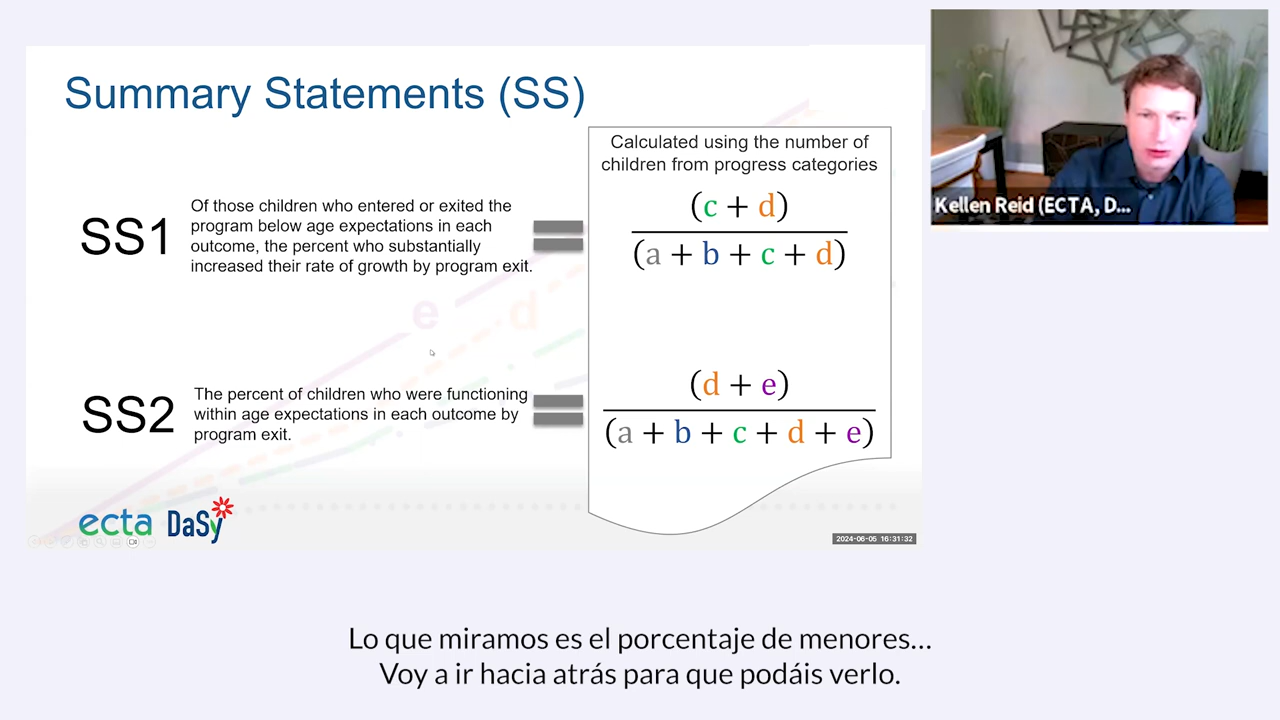 Summary Statements (SS)
Calculated using the number of
children from progress categories
SS1
Of those children who entered or exited the
program below age expectations in each
outcome, the percent who substantially
increased their rate of growth by program exit.
(c + d)
(a + b + c + d)
e
d
SS2
The percent of children who were functioning
within age expectations in each outcome by
program exit.
(d + e)
(a + b + c + d + e)
ecta DaSy
2024-06-05 16:31:32
Kellen Reid (ECTA, D...
Lo que miramos es el porcentaje de menores...
Voy a ir hacia atrás para que podáis verlo.